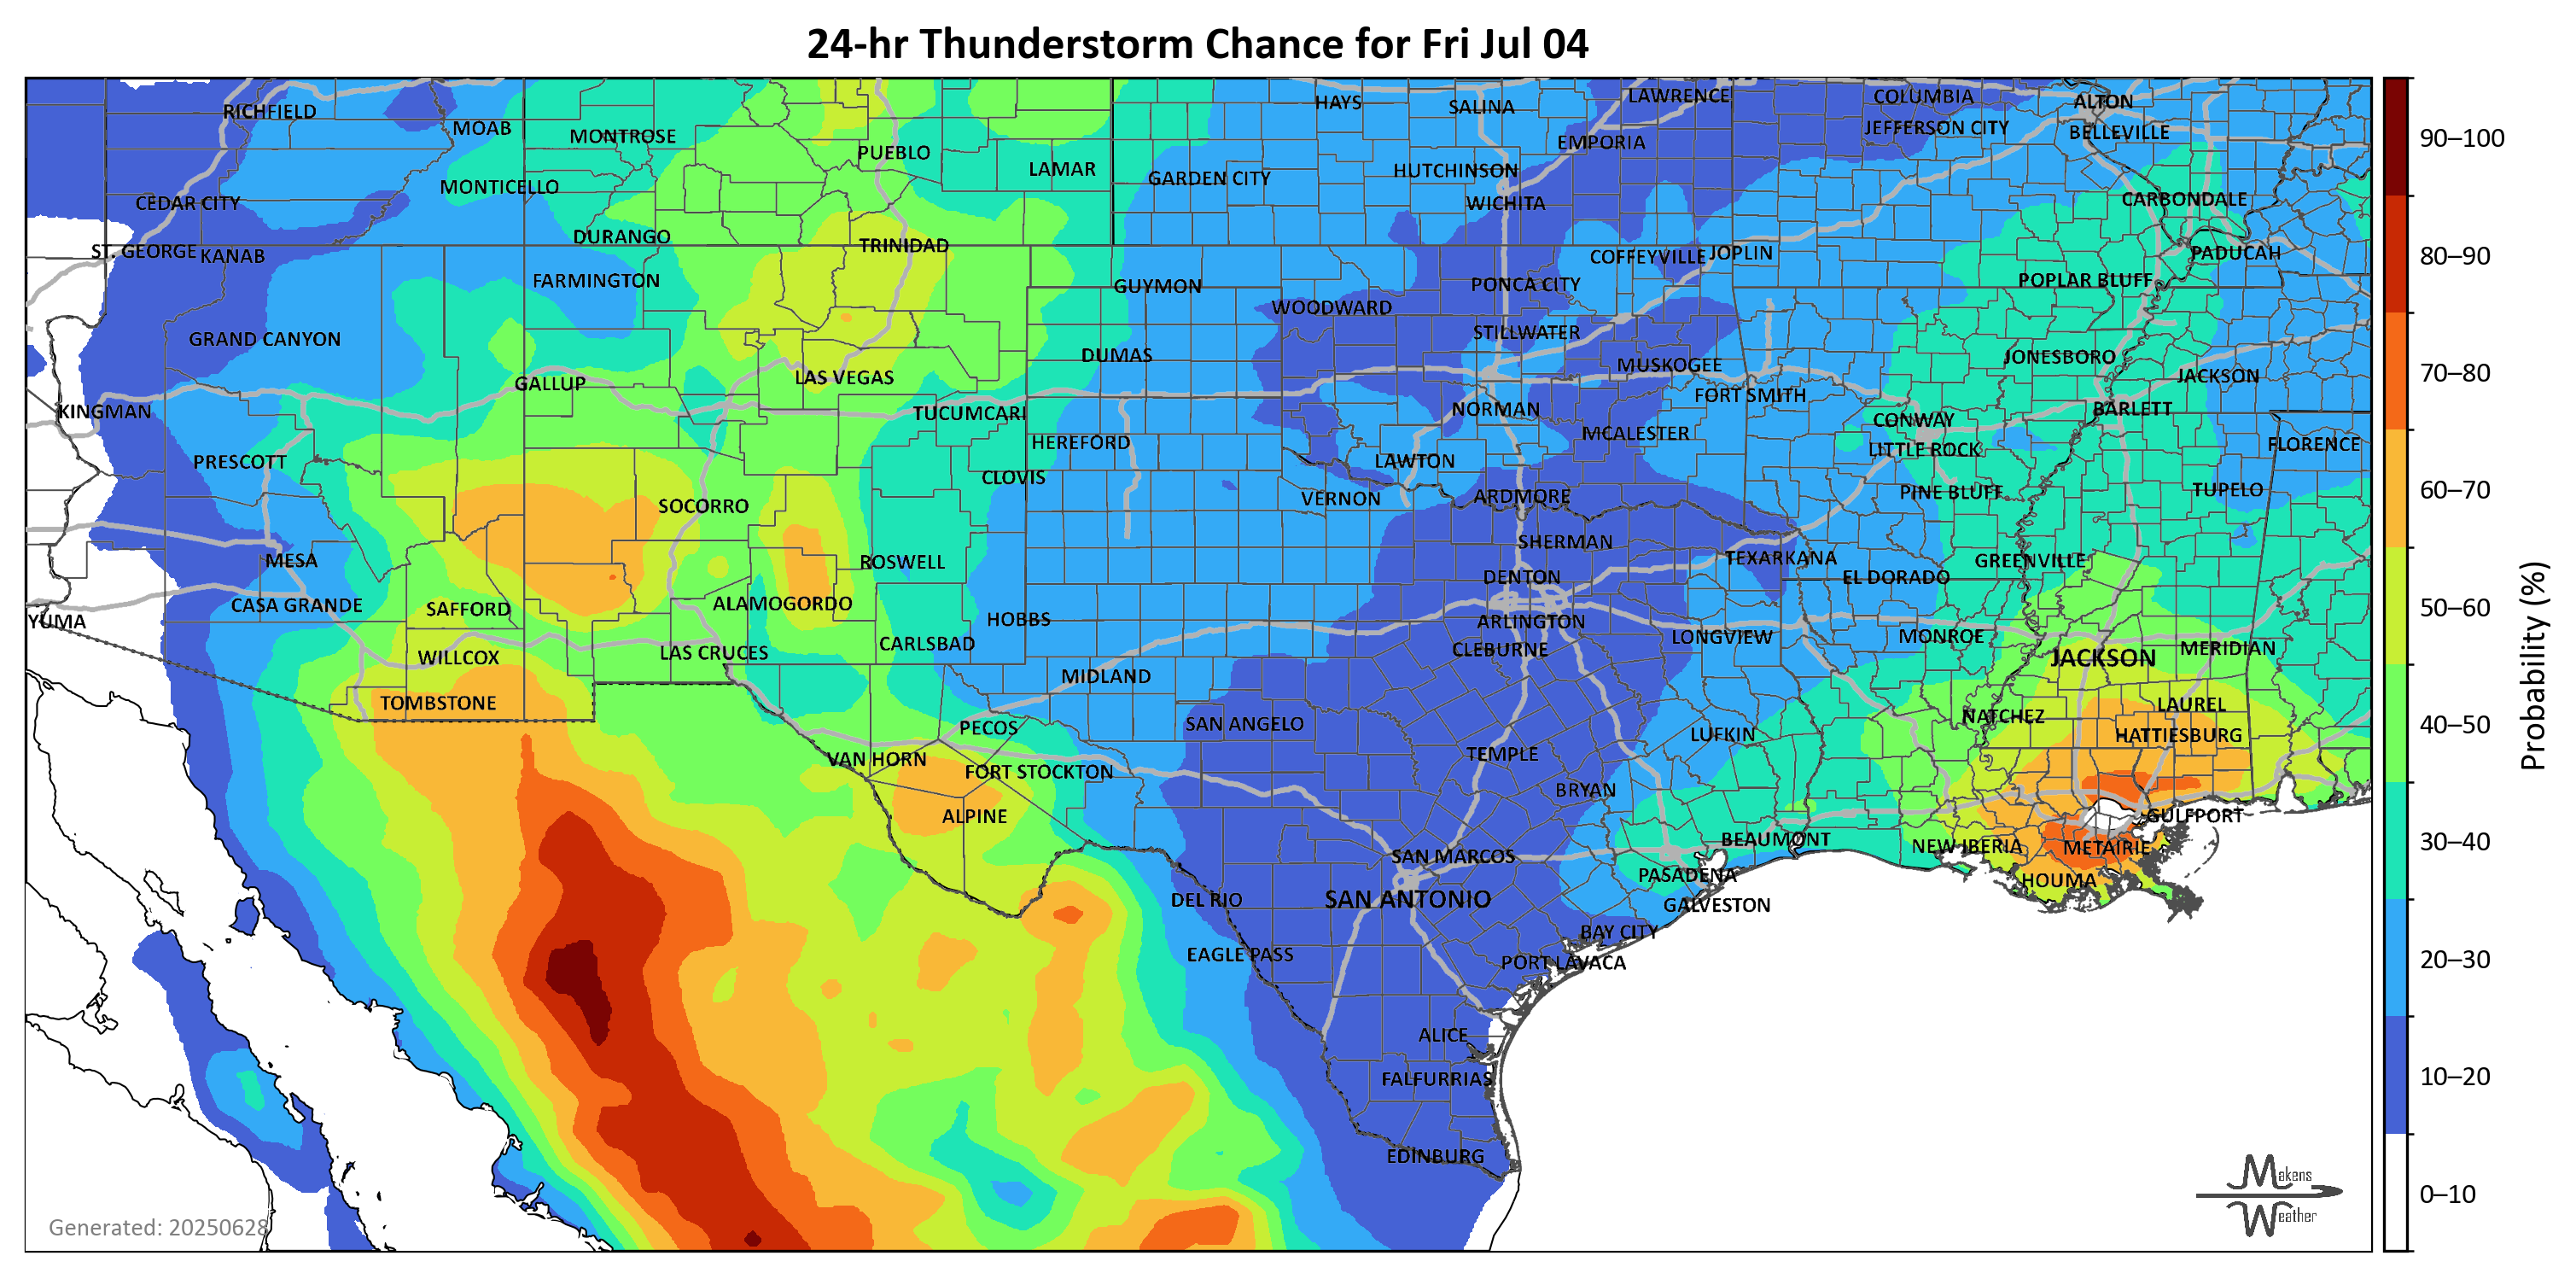 24-hr Thunderstorm Chance for Fri Jul 04
RICHFIELD
MOAB
MONTROSE
PUEBLO
LAMAR
HAYS
SALINA
LAWRENCE
COLUMBIA
ALTON
JEFFERSON CITY
BELLEVILLE
EMPORIA
HUTCHINSON
GARDEN CITY
MONTICELLO
CEDAR CITY
WICHITA
CARBONDALE
DURANGO
TRINIDAD
ST. GEORGE
KANAB
COFFEYVILLE
JOPLIN
PADUCAH
FARMINGTON
GUYMON
PONCA CITY
POPLAR BLUFF
WOODWARD
STILLWATER
GRAND CANYON
DUMAS
MUSKOGEE
JONESBORO
JACKSON
GALLUP
LAS VEGAS
FORT SMITH
KINGMAN
TUCUMCARI
NORMAN
CONWAY
BARLETT
HEREFORD
MCALESTER
LITTLE ROCK
FLORENCE
PRESCOTT
CLOVIS
LAWTON
VERNON
ARDMORE
PINE BLUFF
TUPELO
SOCORRO
SHERMAN
MESA
ROSWELL
TEXARKANA
GREENVILLE
DENTON
EL DORADO
CASA GRANDE
SAFFORD
ALAMOGORDO
YUMA
HOBBS
ARLINGTON
CARLSBAD
CLEBURNE
LONGVIEW
MONROE
MERIDIAN
WILLCOX
LAS CRUCES
JACKSON
TOMBSTONE
MIDLAND
LAUREL
PECOS
SAN ANGELO
LUFKIN
NATCHEZ
HATTIESBURG
VAN HORN
FORT STOCKTON
TEMPLE
BRYAN
ALPINE
GULFPORT
BEAUMONT
NEW IBERIA
METAIRIE
SAN MARCOS
PASADENA
HOUMA
DEL RIO
SAN ANTONIO
GALVESTON
BAY CITY
EAGLE PASS
PORT LAVACA
ALICE
FALFURRIAS
EDINBURG
Generated: 20250628
Makens
Weather
90–100
80–90
70–80
60–70
50–60
40–50
30–40
20–30
10–20
0–10
Probability (%)